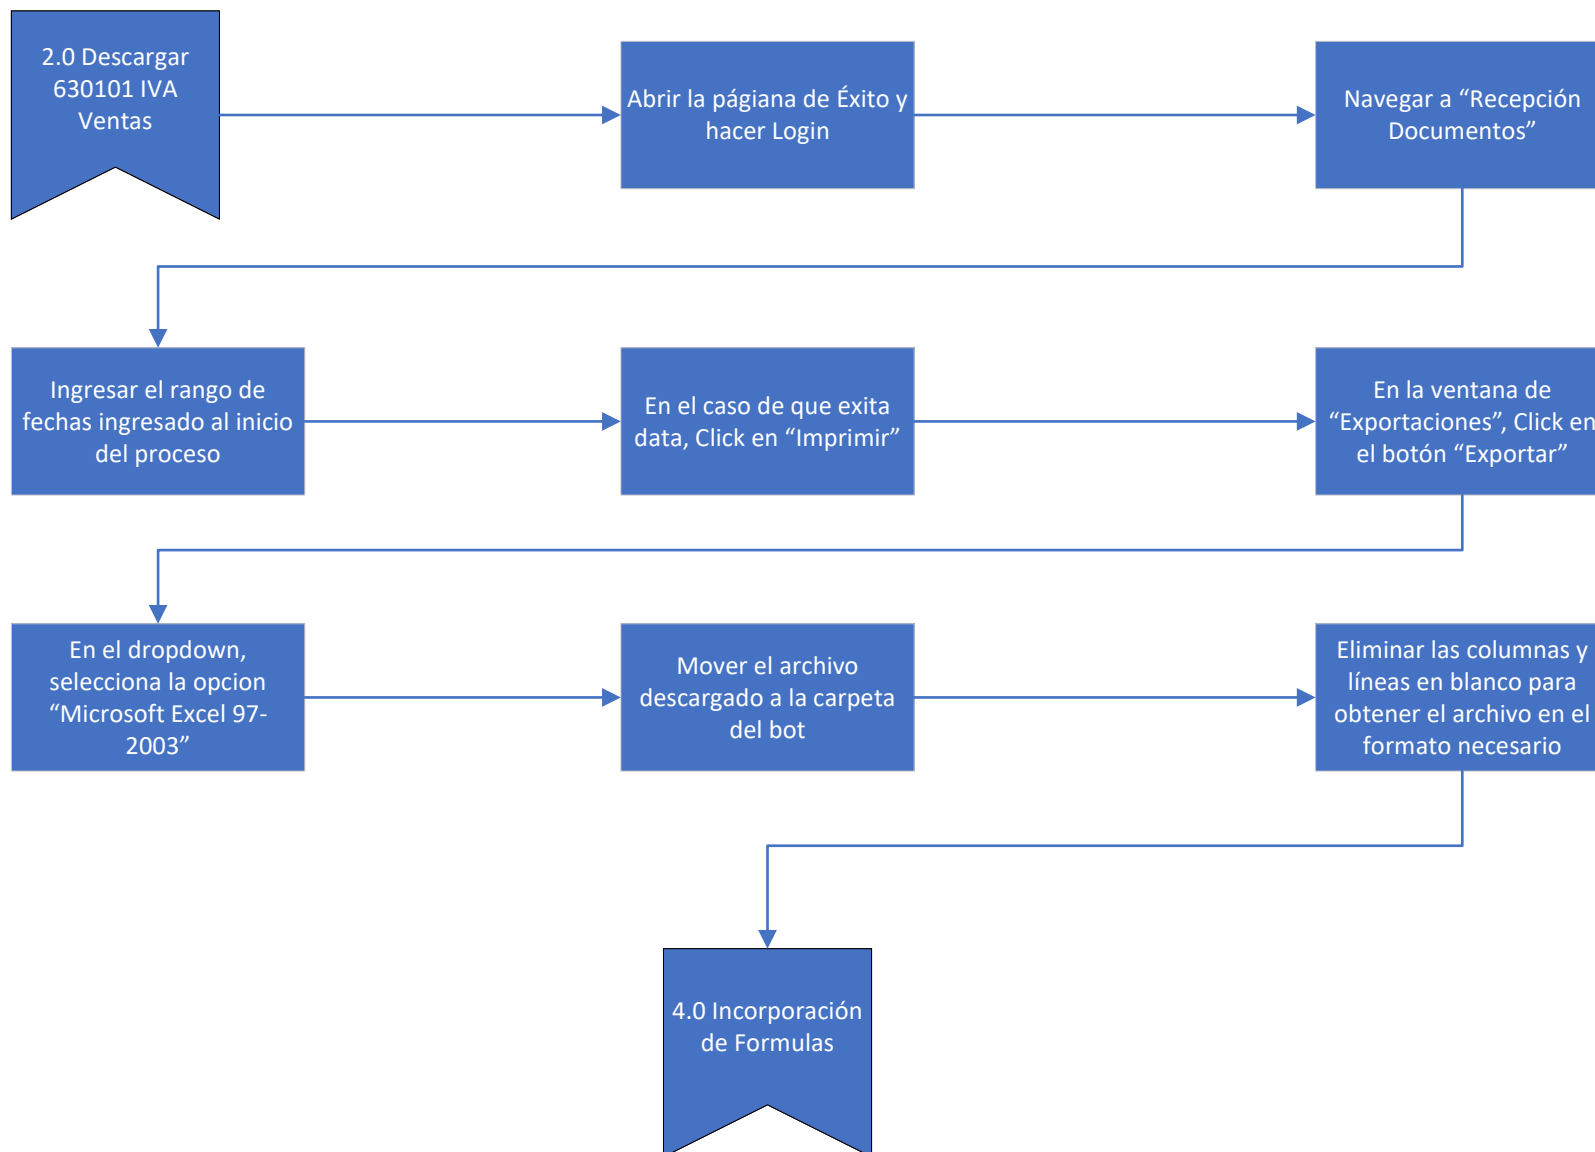 2.0 Descargar
630101 IVA
Ventas
Abrir la págiana de Éxito y
hacer Login
Navegar a “Recepción
Documentos”
Ingresar el rango de
fechas ingresado al inicio
del proceso
En el caso de que exita
data, Click en “Imprimir”
En la ventana de
“Exportaciones”, Click en
el botón “Exportar”
En el dropdown,
selecciona la opcion
“Microsoft Excel 97-
2003”
Mover el archivo
descargado a la carpeta
del bot
Eliminar las columnas y
líneas en blanco para
obtener el archivo en el
formato necesario
4.0 Incorporación
de Formulas